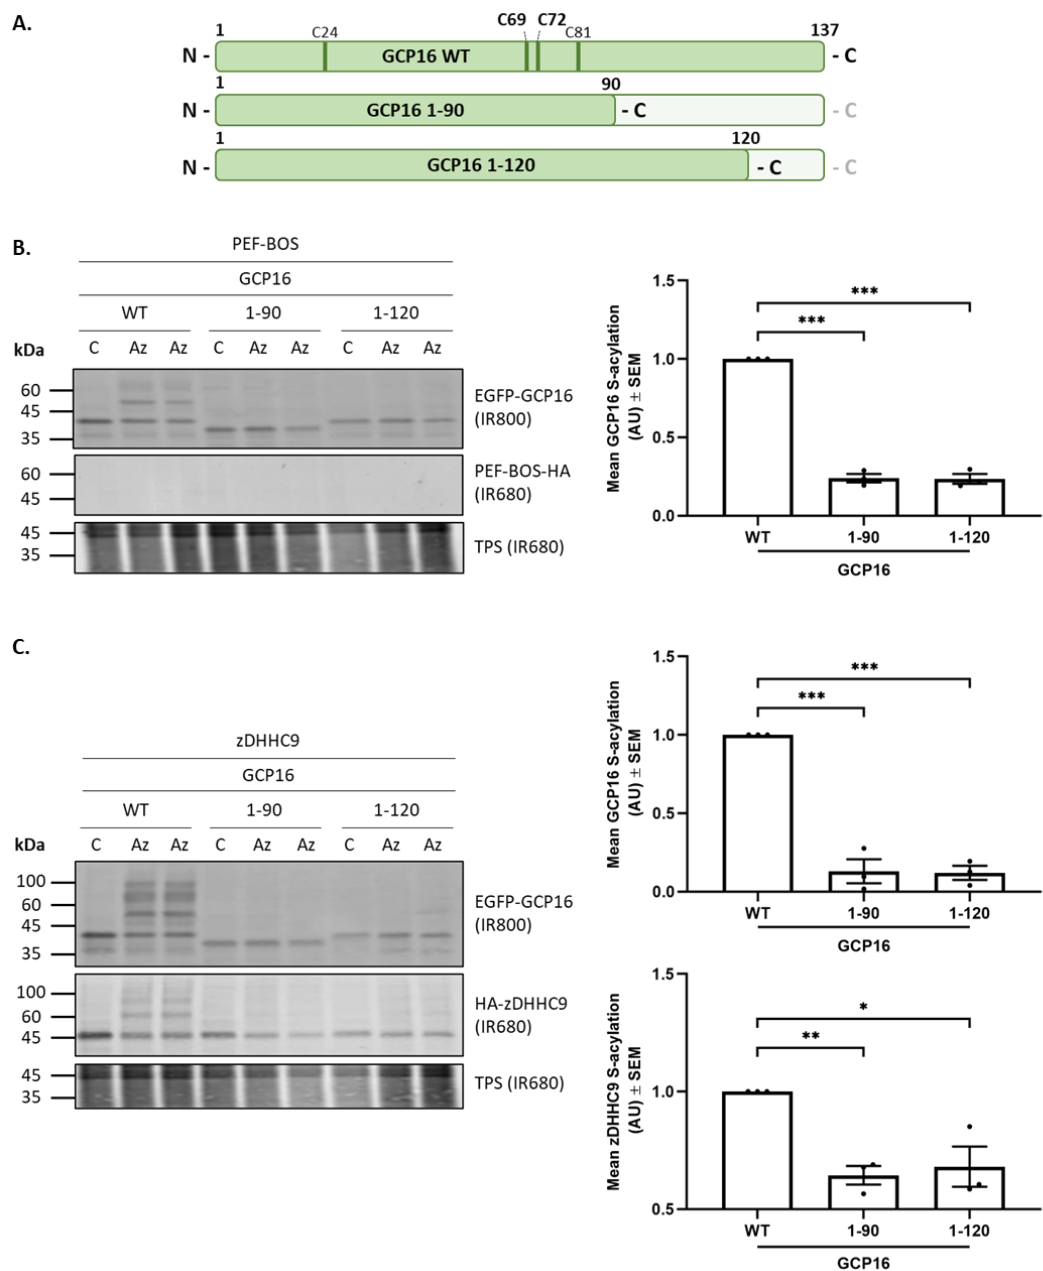 A.
1 C24 C69 C72 C81 137
N - GCP16 WT - C
1 90
N - GCP16 1-90 - C - C
1 120
N - GCP16 1-120 - C - C
B.
PEF-BOS
GCP16
WT 1-90 1-120
kDa C Az Az C Az Az C Az Az
60
45
35
EGFP-GCP16
(IR800)
60
45
PEF-BOS-HA
(IR680)
45
35
TPS (IR680)
Mean GCP16 S-acylation
(AU) ± SEM
1.5
1.0
0.5
0.0
***
***
WT 1-90 1-120
GCP16
C.
zDHHC9
GCP16
WT 1-90 1-120
kDa C Az Az C Az Az C Az Az
100
60
45
35
EGFP-GCP16
(IR800)
100
60
45
HA-zDHHC9
(IR680)
45
35
TPS (IR680)
Mean GCP16 S-acylation
(AU) ± SEM
1.5
1.0
0.5
0.0
***
***
WT 1-90 1-120
GCP16
Mean zDHHC9 S-acylation
(AU) ± SEM
1.5
1.0
0.5
*
**
WT 1-90 1-120
GCP16